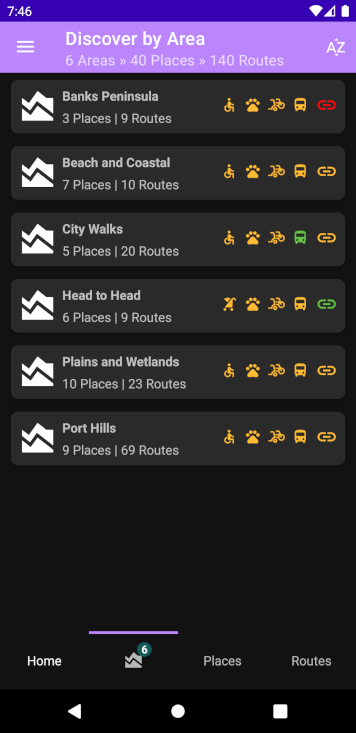 7:46
Discover by Area
6 Areas » 40 Places » 140 Routes
AZ
Banks Peninsula
3 Places | 9 Routes
Beach and Coastal
7 Places | 10 Routes
City Walks
5 Places | 20 Routes
Head to Head
6 Places | 9 Routes
Plains and Wetlands
10 Places | 23 Routes
Port Hills
9 Places | 69 Routes
6
Home
Places
Routes